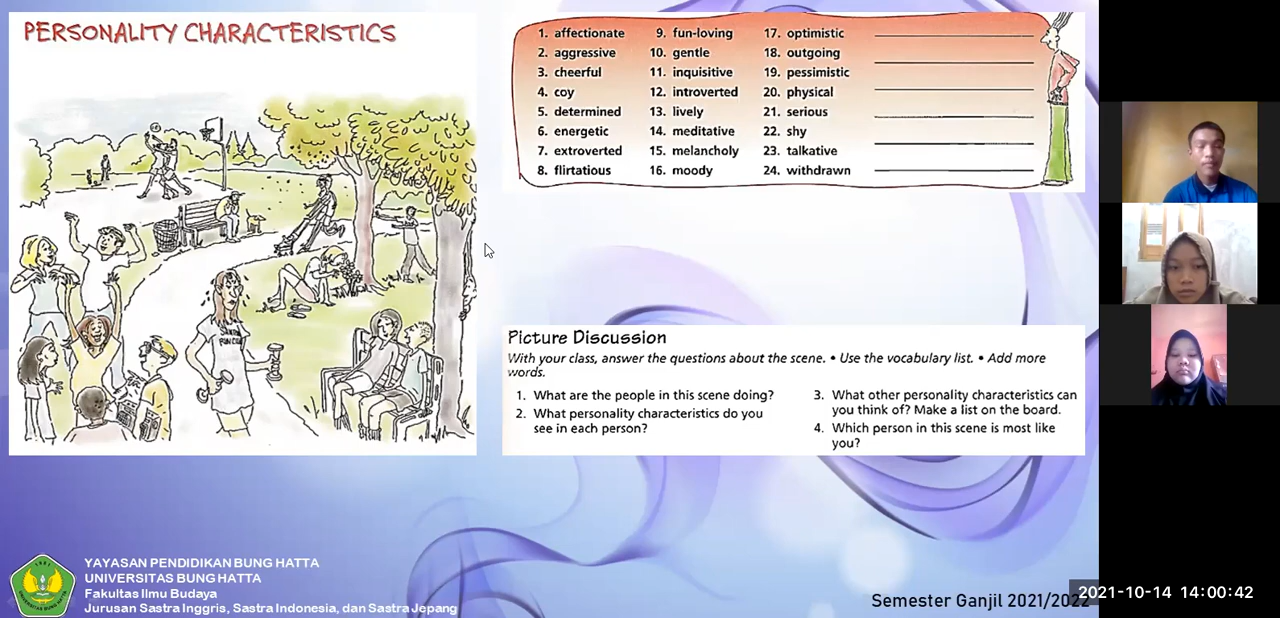 PERSONALITY CHARACTERISTICS
1. affectionate
2. aggressive
3. cheerful
4. coy
5. determined
6. energetic
7. extroverted
8. flirtatious
9. fun-loving
10. gentle
11. inquisitive
12. introverted
13. lively
14. meditative
15. melancholy
16. moody
17. optimistic
18. outgoing
19. pessimistic
20. physical
21. serious
22. shy
23. talkative
24. withdrawn
Picture Discussion
With your class, answer the questions about the scene. • Use the vocabulary list. • Add more
words.
1. What are the people in this scene doing?
2. What personality characteristics do you
see in each person?
3. What other personality characteristics can
you think of? Make a list on the board.
4. Which person in this scene is most like
you?
YAYASAN PENDIDIKAN BUNG HATTA
UNIVERSITAS BUNG HATTA
Fakultas Ilmu Budaya
Jurusan Sastra Inggris, Sastra Indonesia, dan Sastra Jepang
Semester Ganjil 2021/2022
2021-10-14 14:00:42